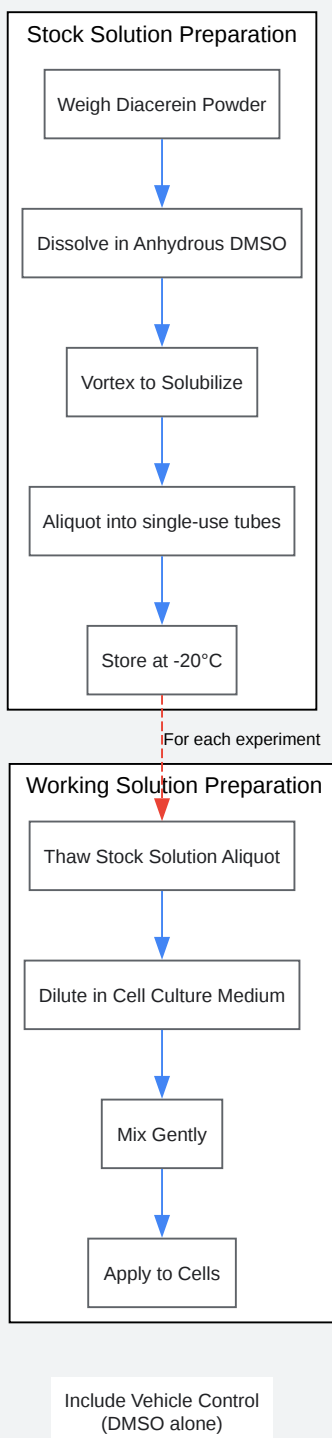 Stock Solution Preparation
Weigh Diacerein Powder
Dissolve in Anhydrous DMSO
Vortex to Solubilize
Aliquot into single-use tubes
Store at -20°C
For each experiment
Working Solution Preparation
Thaw Stock Solution Aliquot
Dilute in Cell Culture Medium
Mix Gently
Apply to Cells
Include Vehicle Control
(DMSO alone)